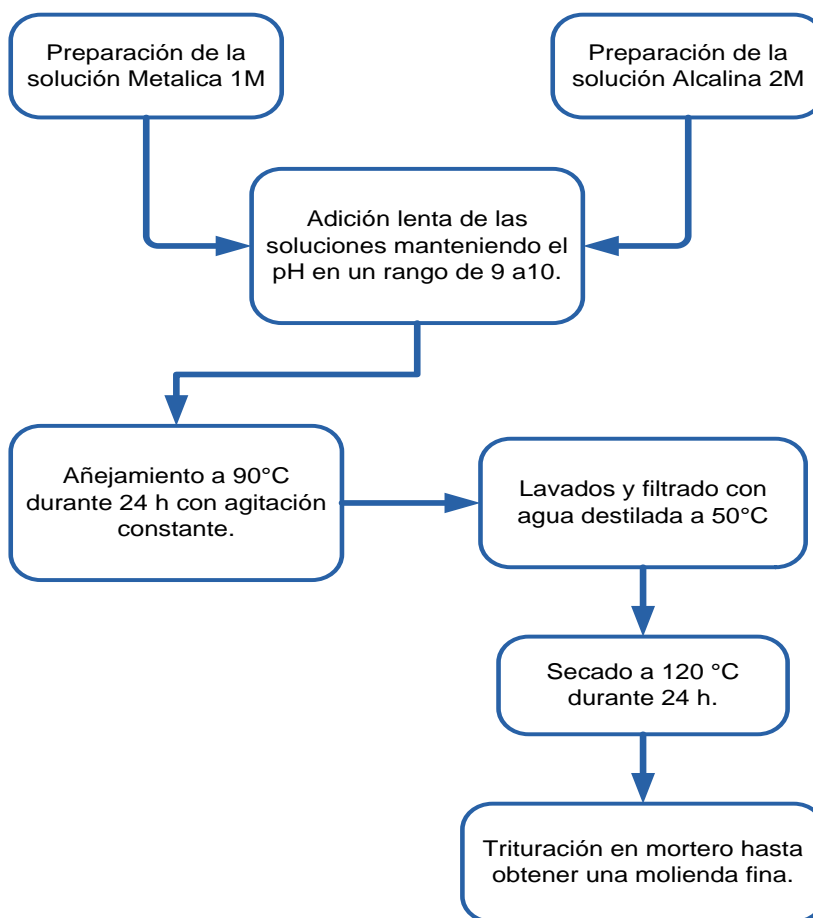 Preparación de la
solución Metalica 1M
Preparación de la
solución Alcalina 2M
Adición lenta de las
soluciones manteniendo el
pH en un rango de 9 a10.
Añejamiento a 90°C
durante 24 h con agitación
constante.
Lavados y filtrado con
agua destilada a 50°C
Secado a 120 °C
durante 24 h.
Trituración en mortero hasta
obtener una molienda fina.